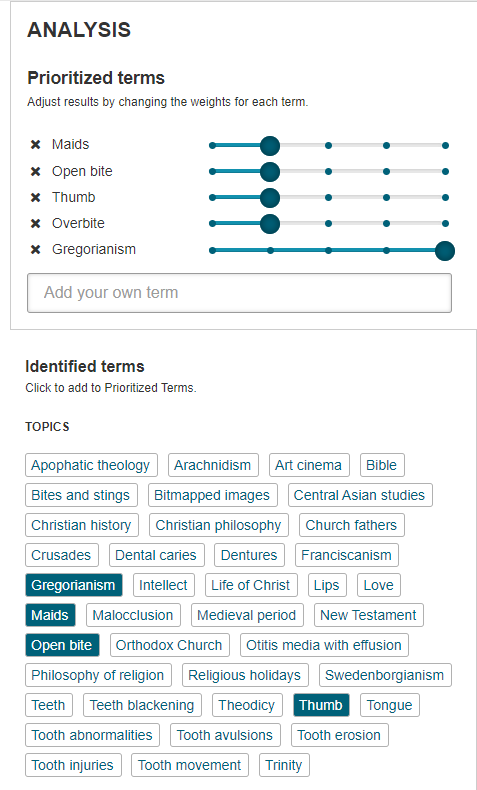 ANALYSIS
Prioritized terms
Adjust results by changing the weights for each term.
✖ Maids
✖ Open bite
✖ Thumb
✖ Overbite
✖ Gregorianism
Add your own term
Identified terms
Click to add to Prioritized Terms.
TOPICS
Apophatic theology Arachnidism Art cinema Bible
Bites and stings Bitmapped images Central Asian studies
Christian history Christian philosophy Church fathers
Crusades Dental caries Dentures Franciscanism
Gregorianism Intellect Life of Christ Lips Love
Maids Malocclusion Medieval period New Testament
Open bite Orthodox Church Otitis media with effusion
Philosophy of religion Religious holidays Swedenborgianism
Teeth Teeth blackening Theodicy Thumb Tongue
Tooth abnormalities Tooth avulsions Tooth erosion
Tooth injuries Tooth movement Trinity